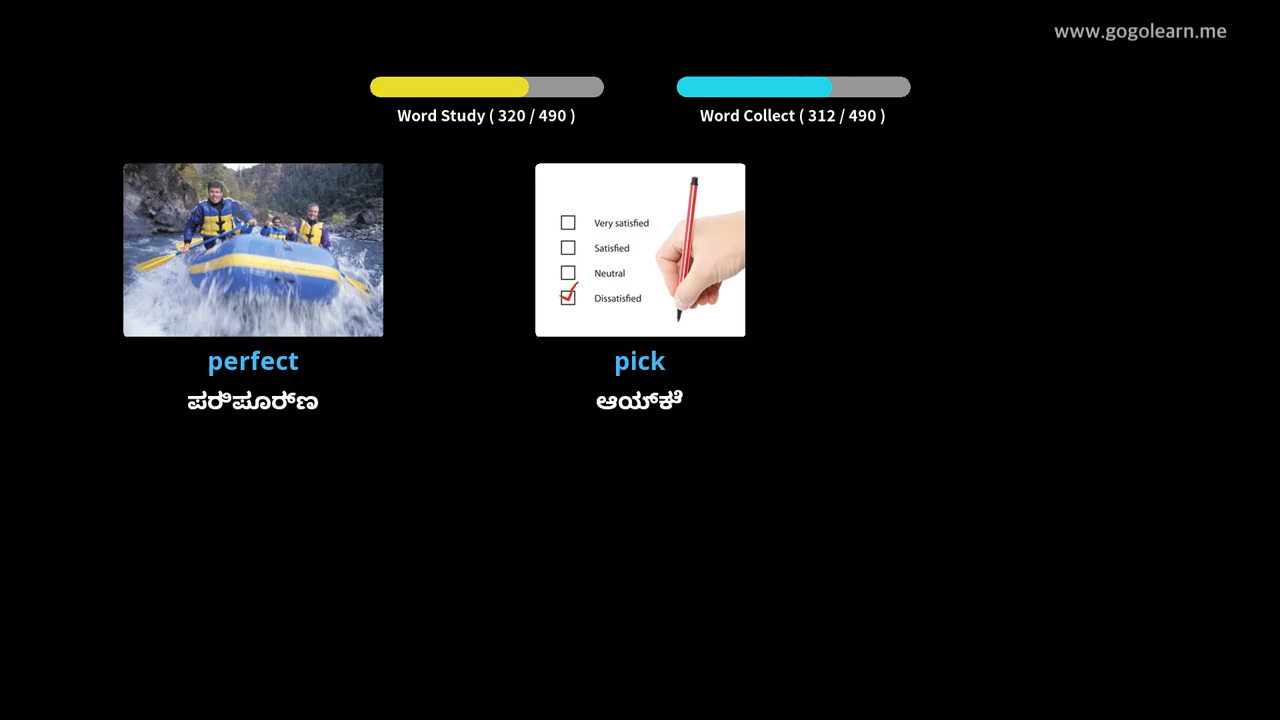 www.gogolearn.me
Word Study ( 320 / 490 )
Word Collect ( 312 / 490 )
Very satisfied
Satisfied
Neutral
Dissatisfied
perfect
pick
ಪರಿಪೂರ್ಣ
ಆಯ್ಕೆ